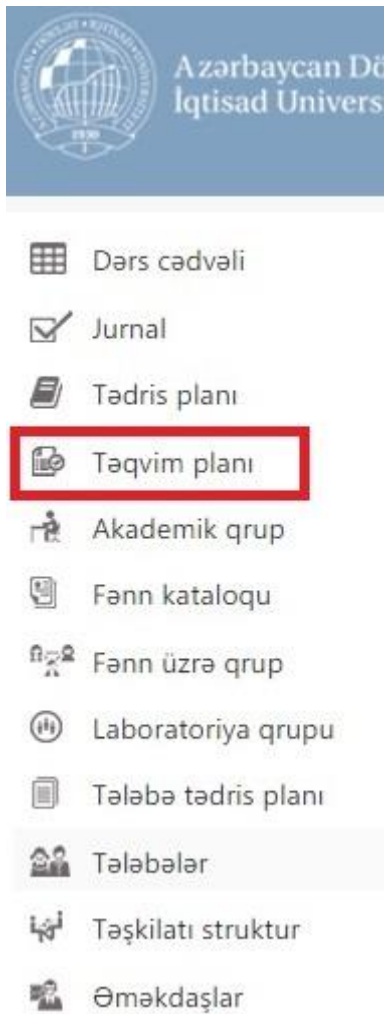 Azərbaycan Dö
İqtisad Univers
1930
Dərs cədvəli
Jurnal
Tədris planı
Təqvim planı
Akademik qrup
Fənn kataloqu
Fənn üzrə qrup
Laboratoriya qrupu
Tələbə tədris planı
Tələbələr
Təşkilatı struktur
Əməkdaşlar